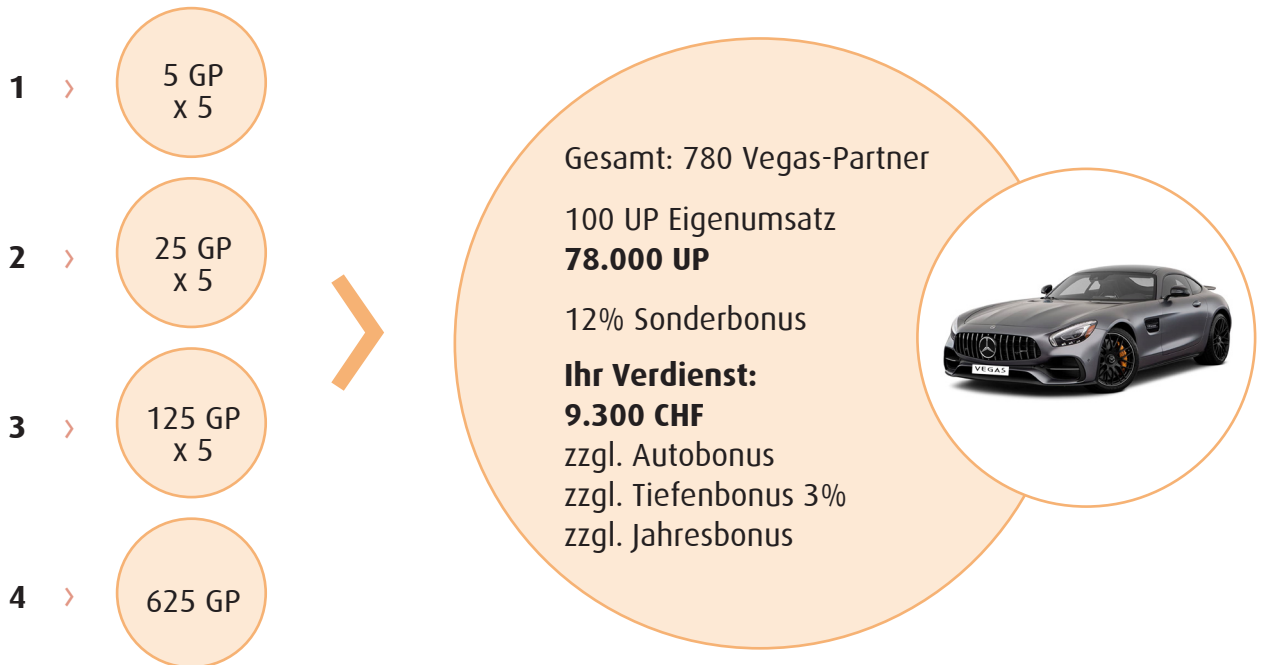 1
5 GP
x 5
2
25 GP
x 5
3
125 GP
x 5
4
625 GP
Gesamt: 780 Vegas-Partner
100 UP Eigenumsatz
78.000 UP
12% Sonderbonus
Ihr Verdienst:
9.300 CHF
zzgl. Autobonus
zzgl. Tiefenbonus 3%
zzgl. Jahresbonus
VEGAS